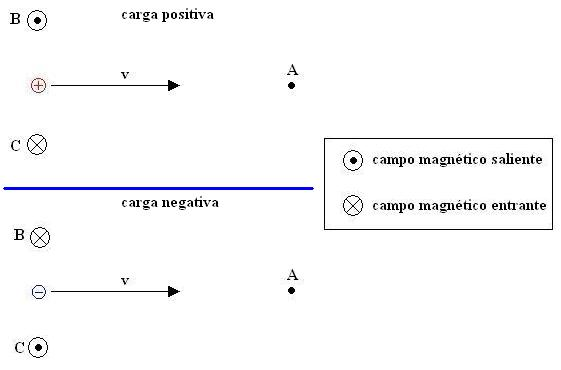 B
carga positiva
v
A
C
campo magnético saliente
campo magnético entrante
carga negativa
B
v
A
C